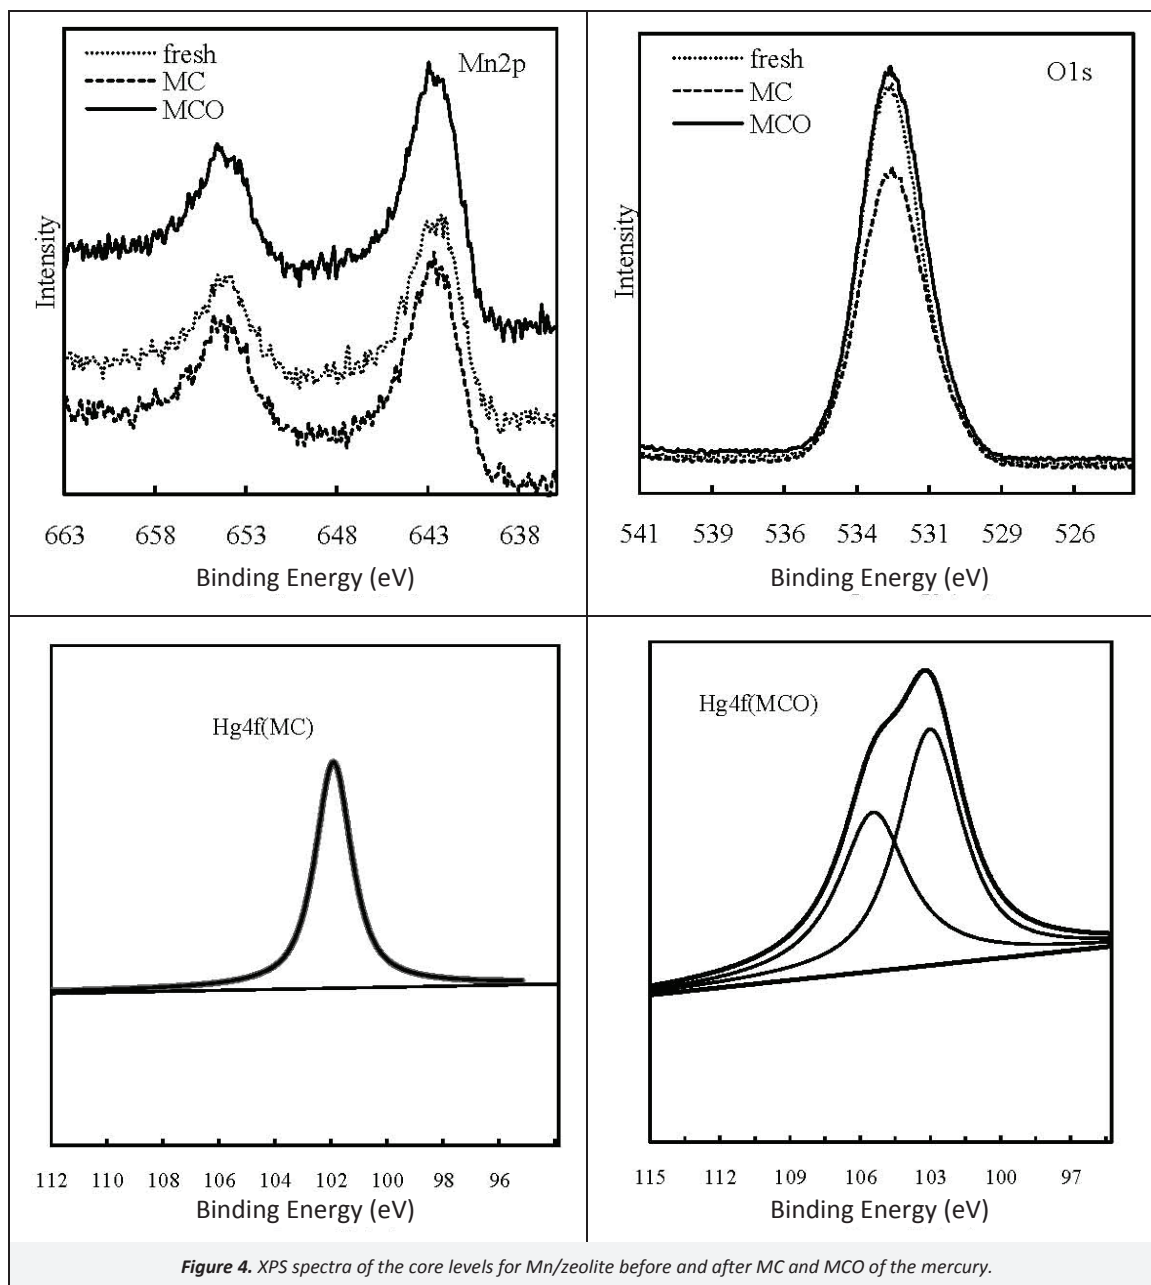 fresh
MC
MCO
Mn2p
Intensity
663 658 653 648 643 638
Binding Energy (eV)
fresh
MC
MCO
O1s
Intensity
541 539 536 534 531 529 526
Binding Energy (eV)
Hg4f(MC)
112 110 108 106 104 102 100 98 96
Binding Energy (eV)
Hg4f(MCO)
115 112 109 106 103 100 97
Binding Energy (eV)
Figure 4. XPS spectra of the core levels for Mn/zeolite before and after MC and MCO of the mercury.